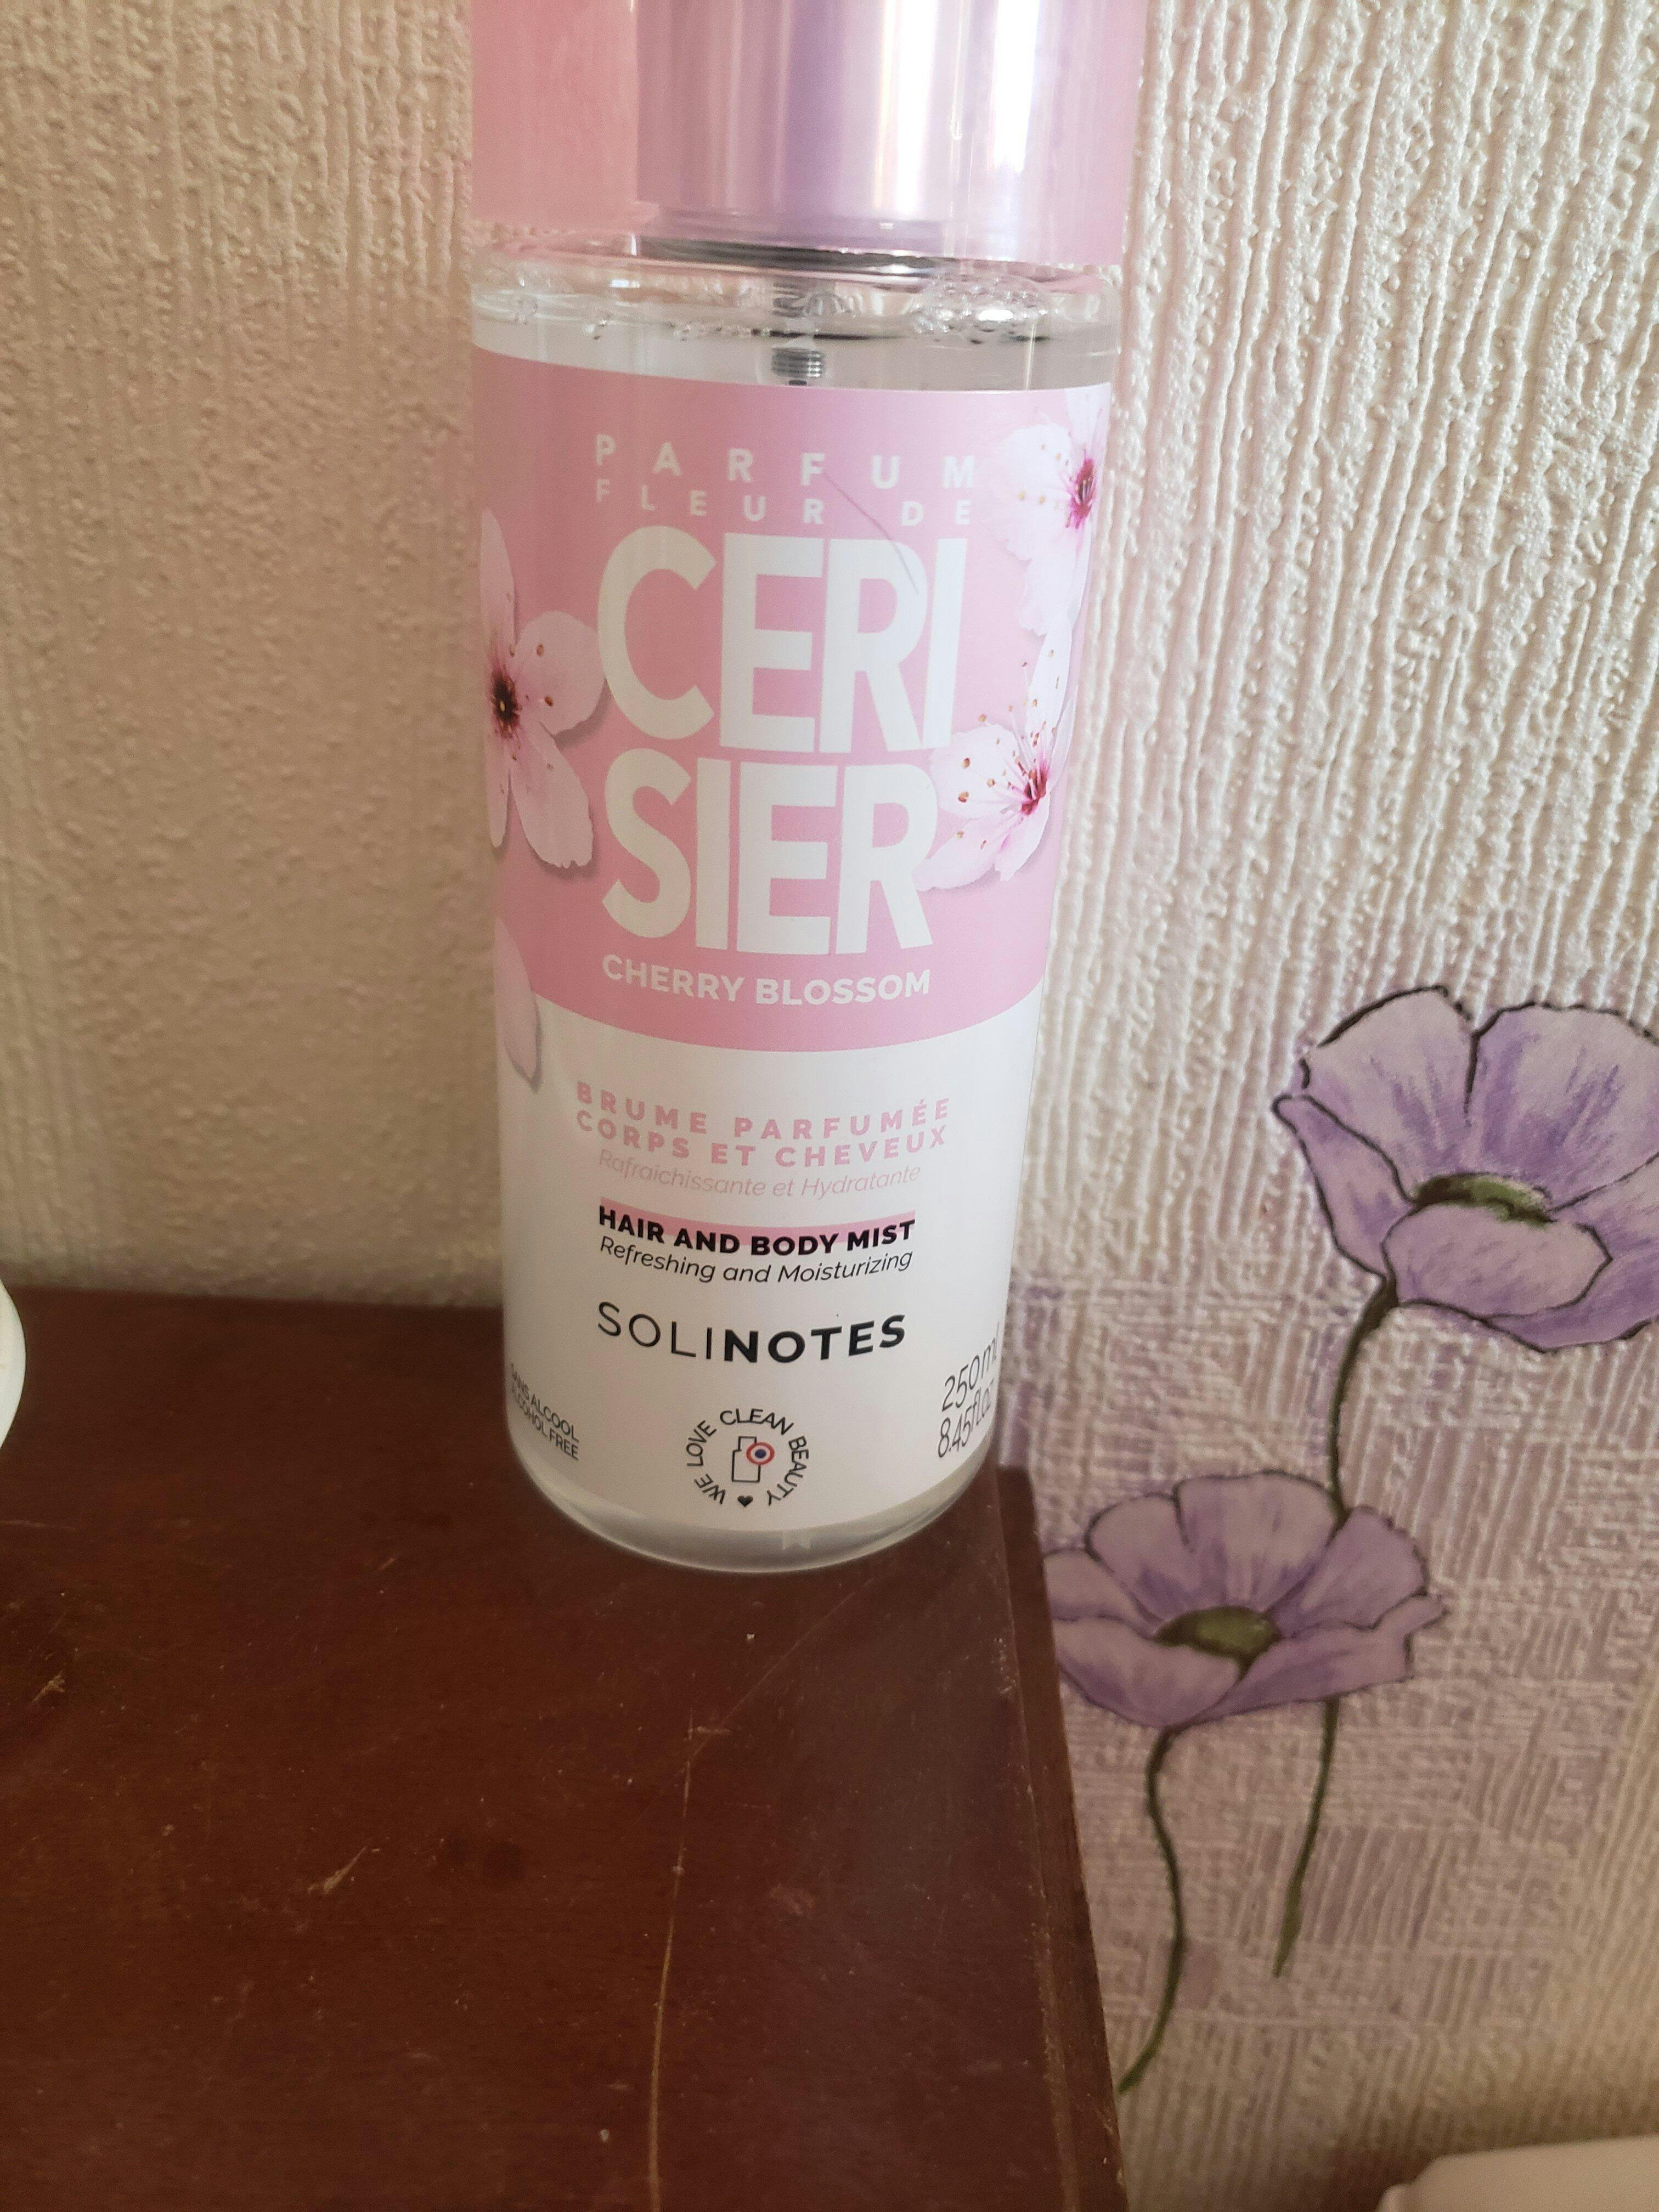 PARFUM
FLEUR DE
CERI
SIER
CHERRY BLOSSOM
BRUME PARFUMÉE
CORPS ET CHEVEUX
Rafraichissante et Hydratante
HAIR AND BODY MIST
Refreshing and Moisturizing
SOLINOTES
SANS ALCOOL
ALCOHOL FREE
WE LOVE CLEAN BEAUTY
250ml
8.45fl.oz